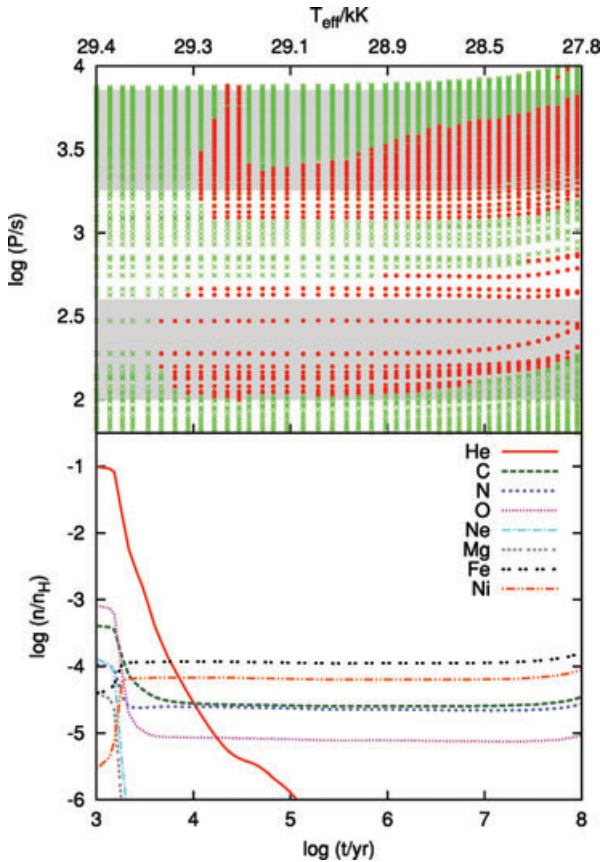 T_eff/kK
29.4 29.3 29.1 28.9 28.5 27.8
4
3.5
3
2.5
2
log (P/s)
He
C
N
O
Ne
Mg
Fe
Ni
-1
-2
-3
-4
-5
-6
log (n/n_H)
3 4 5 6 7 8
log (t/yr)